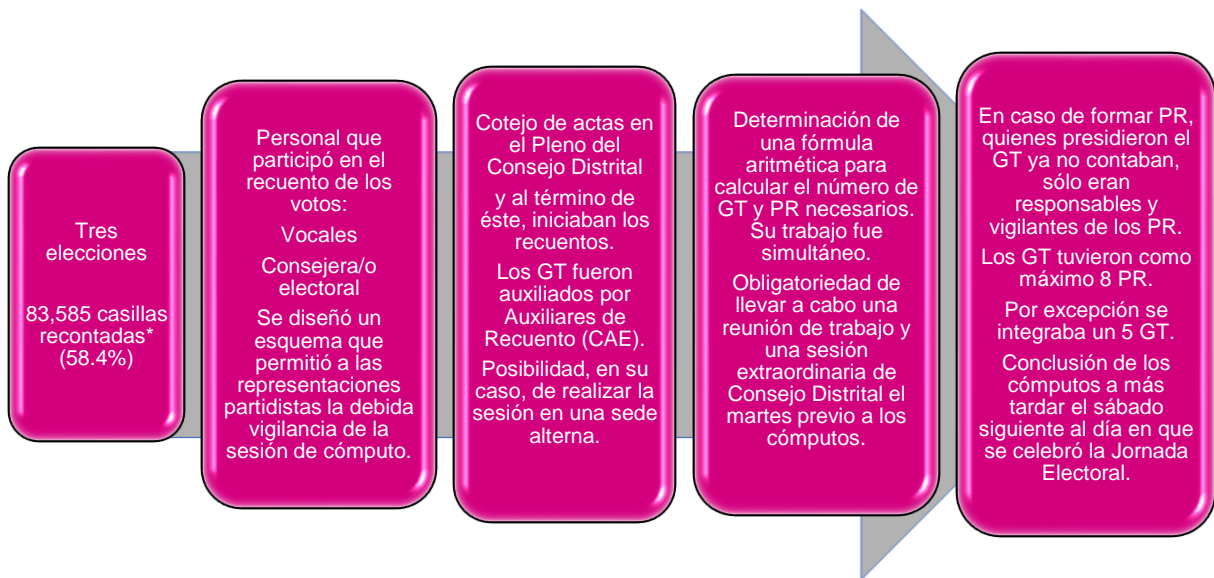 Tres
elecciones
83,585 casillas
recontadas*
(58.4%)
Personal que
participó en el
recuento de los
votos:
Vocales
Consejera/o
electoral
Se diseñó un
esquema que
permitió a las
representaciones
partidistas la debida
vigilancia de la
sesión de cómputo.
Cotejo de actas en
el Pleno del
Consejo Distrital
y al término de
éste, iniciaban los
recuentos.
Los GT fueron
auxiliados por
Auxiliares de
Recuento (CAE).
Posibilidad, en su
caso, de realizar la
sesión en una sede
alterna.
Determinación de
una fórmula
aritmética para
calcular el número de
GT y PR necesarios.
Su trabajo fue
simultáneo.
Obligatoriedad de
llevar a cabo una
reunión de trabajo y
una sesión
extraordinaria de
Consejo Distrital el
martes previo a los
cómputos.
En caso de formar PR,
quienes presidieron el
GT ya no contaban,
sólo eran
responsables y
vigilantes de los PR.
Los GT tuvieron como
máximo 8 PR.
Por excepción se
integraba un 5 GT.
Conclusión de los
cómputos a más
tardar el sábado
siguiente al día en que
se celebró la Jornada
Electoral.